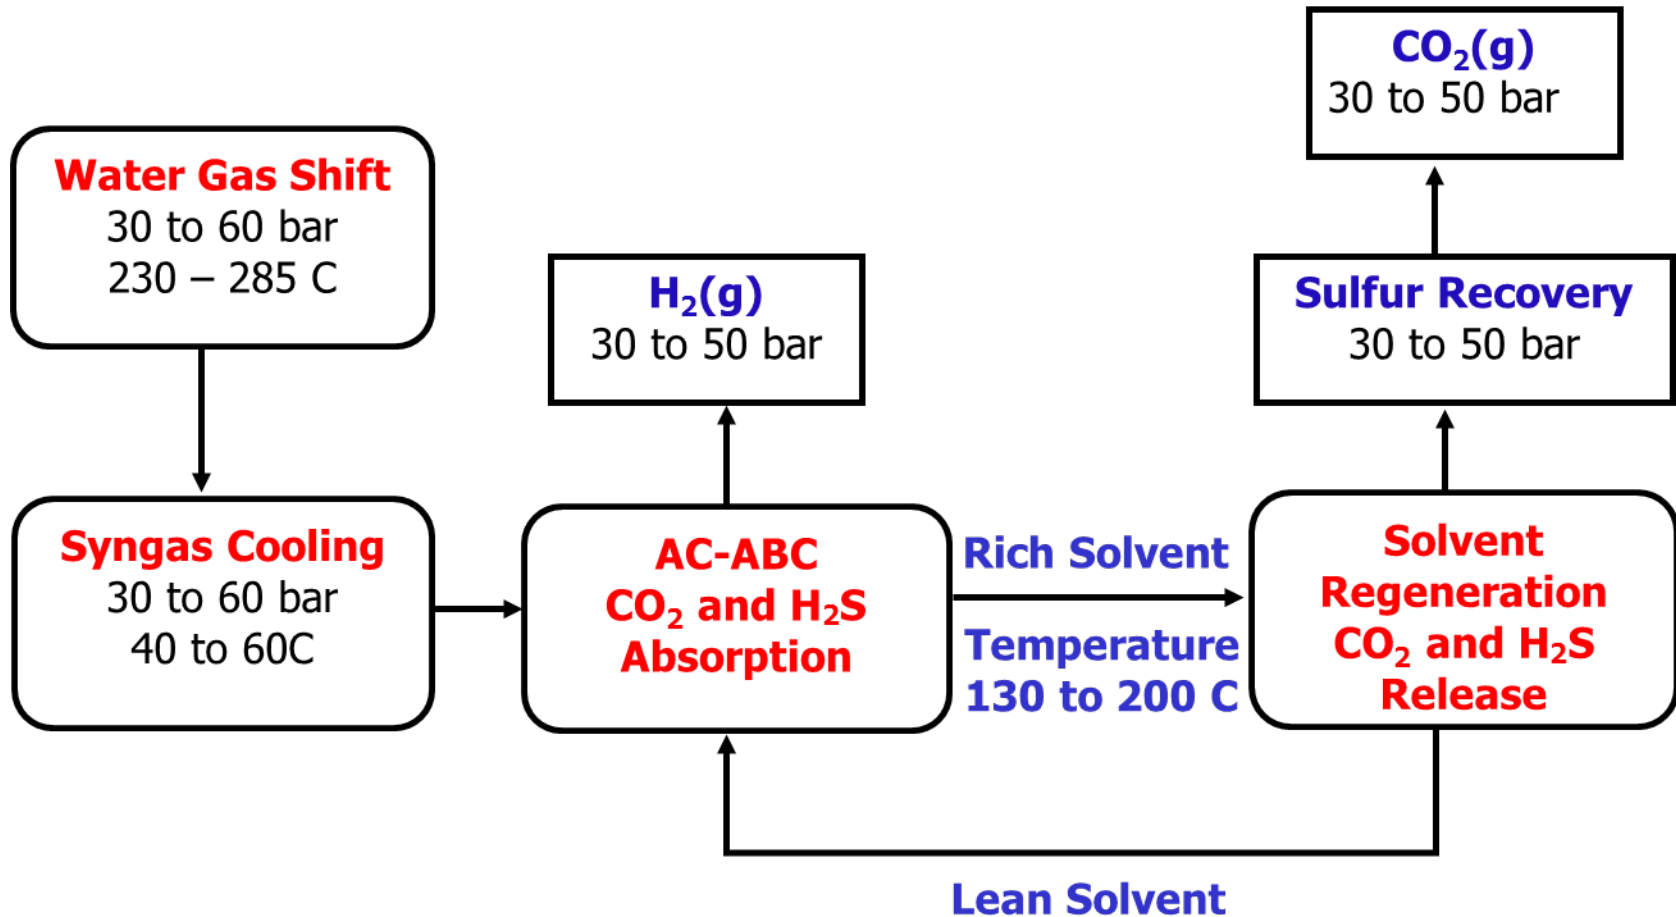 Water Gas Shift
30 to 60 bar
230 – 285 C
Syngas Cooling
30 to 60 bar
40 to 60C
H₂(g)
30 to 50 bar
AC-ABC
CO₂ and H₂S
Absorption
Rich Solvent
Temperature
130 to 200 C
CO₂(g)
30 to 50 bar
Sulfur Recovery
30 to 50 bar
Solvent
Regeneration
CO₂ and H₂S
Release
Lean Solvent